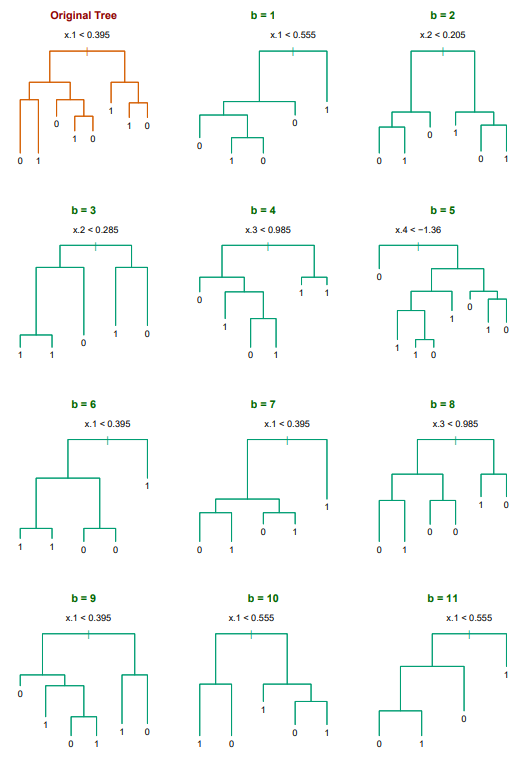 Original Tree
x.1 < 0.395
0 1 0 1 0 1 1 0
b = 1
x.1 < 0.555
0 1 0 0 1
b = 2
x.2 < 0.205
0 1 0 1 0 1
b = 3
x.2 < 0.285
1 1 0 1 0
b = 4
x.3 < 0.985
0 1 0 1 1 1
b = 5
x.4 < −1.36
0 1 1 0 1 0 1 0
b = 6
x.1 < 0.395
1 1 0 0 1
b = 7
x.1 < 0.395
0 1 0 1 1
b = 8
x.3 < 0.985
0 1 0 0 1 0
b = 9
x.1 < 0.395
0 1 0 1 1 0
b = 10
x.1 < 0.555
1 0 1 0 1
b = 11
x.1 < 0.555
0 1 0 1